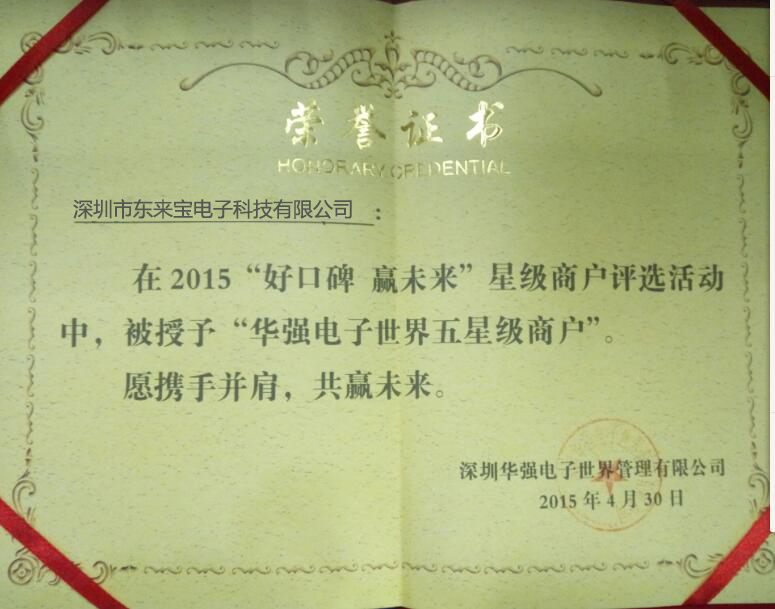 荣誉证书
HONORARY CREDENTIAL
深圳市东来宝电子科技有限公司：
在2015“好口碑 赢未来”星级商户评选活动
中，被授予“华强电子世界五星级商户”。
愿携手并肩，共赢未来。
深圳华强电子世界管理有限公司
2015年4月30日